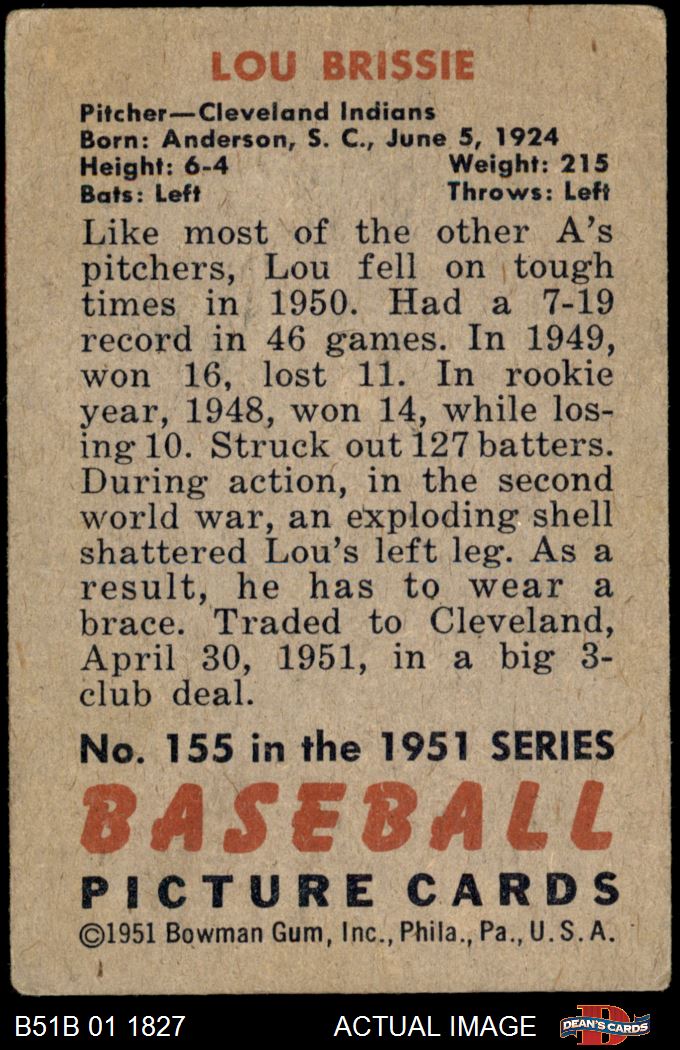 LOU BRISSIE
Pitcher—Cleveland Indians
Born: Anderson, S. C., June 5, 1924
Height: 6-4 Weight: 215
Bats: Left Throws: Left
Like most of the other A's
pitchers, Lou fell on tough
times in 1950. Had a 7-19
record in 46 games. In 1949,
won 16, lost 11. In rookie
year, 1948, won 14, while los-
ing 10. Struck out 127 batters.
During action, in the second
world war, an exploding shell
shattered Lou's left leg. As a
result, he has to wear a
brace. Traded to Cleveland,
April 30, 1951, in a big 3-
club deal.
No. 155 in the 1951 SERIES
BASEBALL
PICTURE CARDS
©1951 Bowman Gum, Inc., Phila., Pa., U. S. A.
B51B 01 1827 ACTUAL IMAGE D DEAN'S CARDS